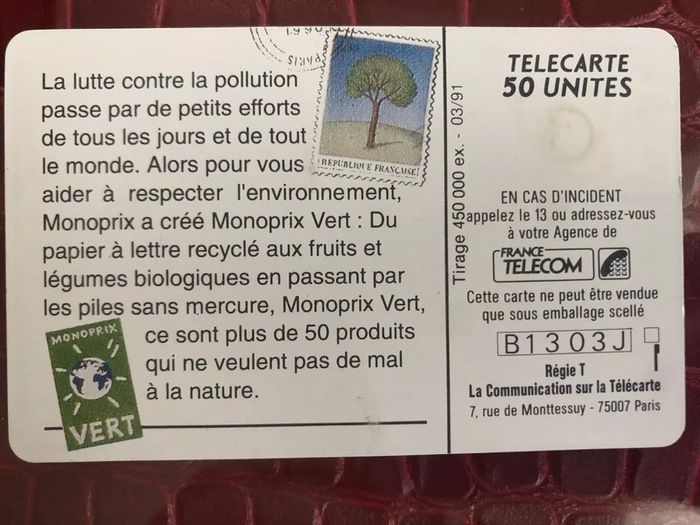 La lutte contre la pollution
passe par de petits efforts
de tous les jours et de tout
le monde. Alors pour vous
aider à respecter l'environnement,
Monoprix a créé Monoprix Vert : Du
papier à lettre recyclé aux fruits et
légumes biologiques en passant par
les piles sans mercure, Monoprix Vert,
ce sont plus de 50 produits
qui ne veulent pas de mal
à la nature.
MONOPRIX
VERT
PARIS
REPUBLIQUE FRANÇAISE
Tirage 450 000 ex. - 03/91
TELECARTE
50 UNITES
EN CAS D'INCIDENT
appelez le 13 ou adressez-vous
à votre Agence de
FRANCE
TELECOM
Cette carte ne peut être vendue
que sous emballage scellé
B1303J
Régie T
La Communication sur la Télécarte
7, rue de Monttessuy - 75007 Paris